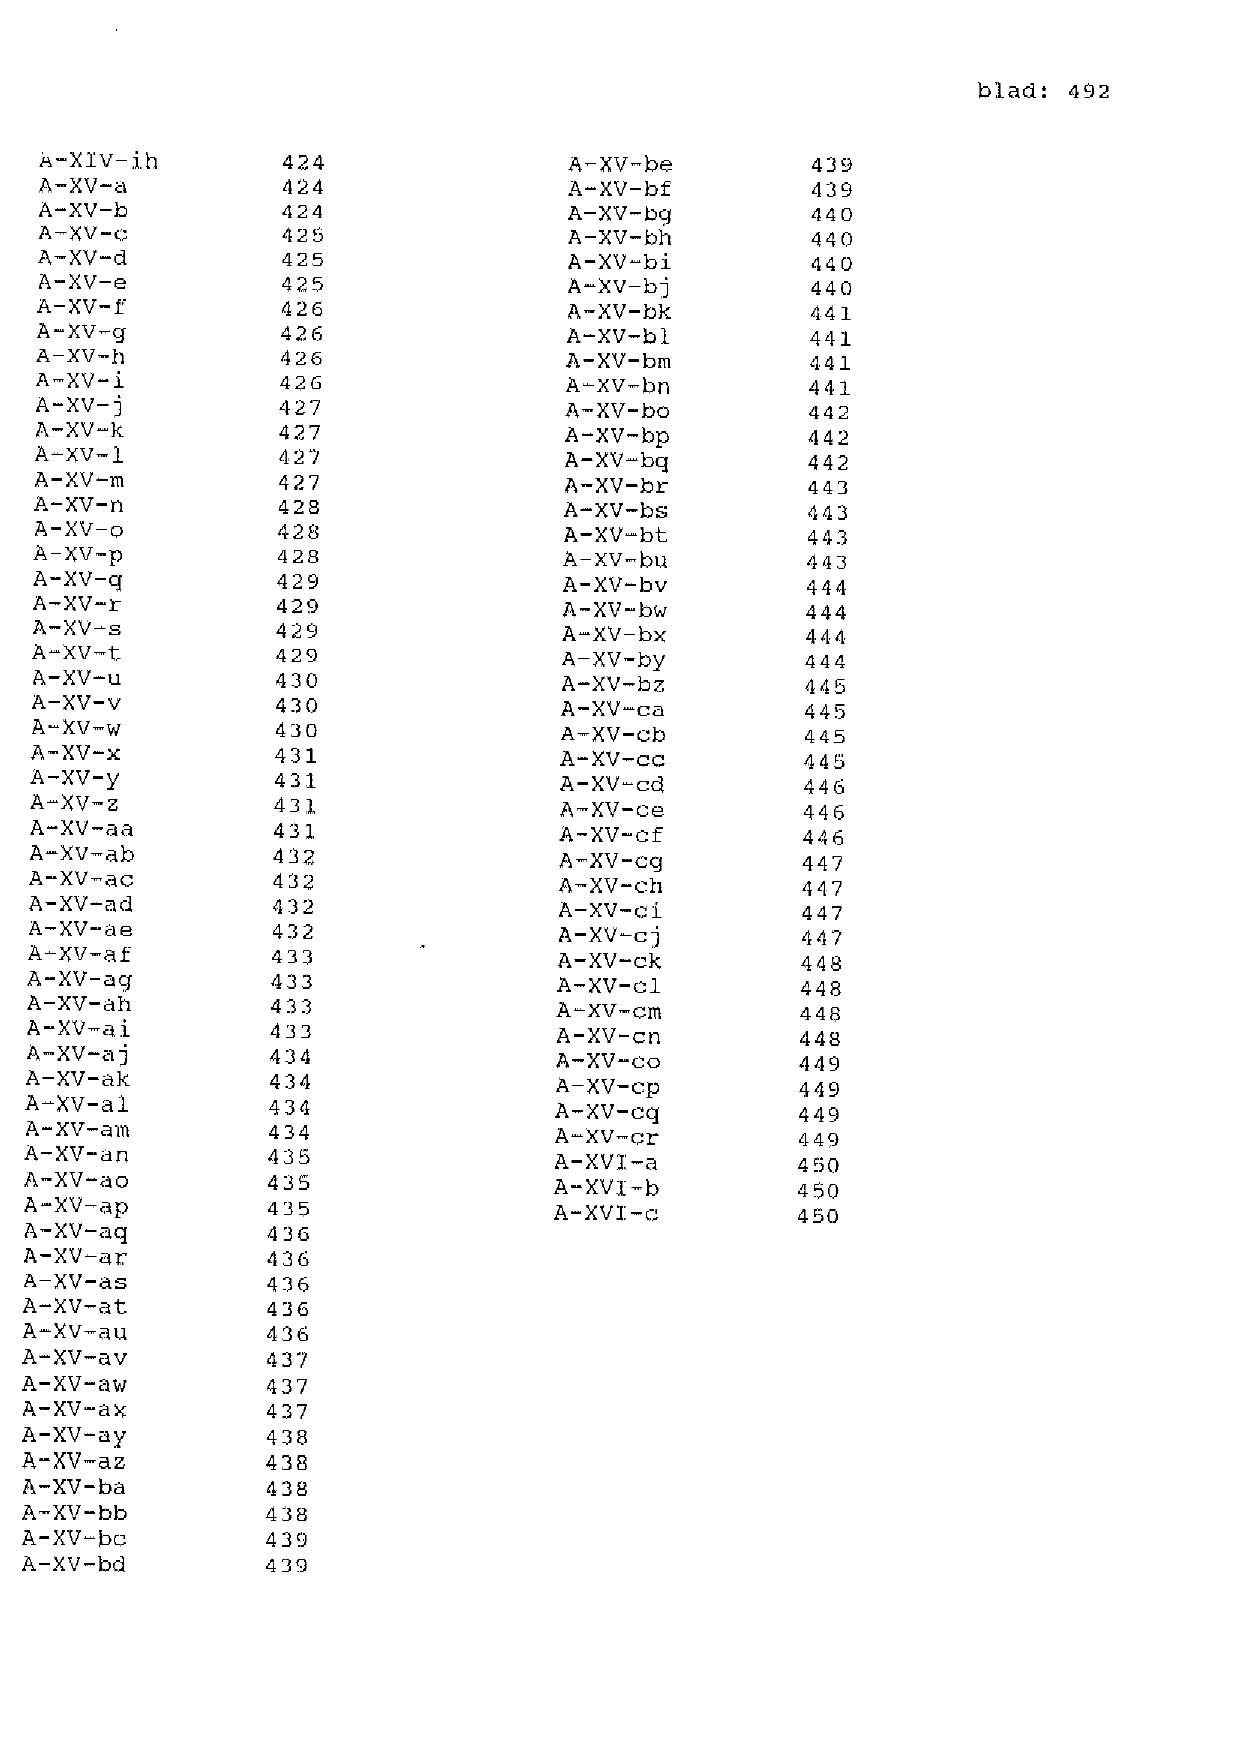 blad: 492
A-XIV-ih 424
A-XV-a 424
A-XV-b 424
A-XV-c 425
A-XV-d 425
A-XV-e 425
A-XV-f 426
A-XV-g 426
A-XV-h 426
A-XV-i 426
A-XV-j 427
A-XV-k 427
A-XV-l 427
A-XV-m 427
A-XV-n 428
A-XV-o 428
A-XV-p 428
A-XV-q 429
A-XV-r 429
A-XV-s 429
A-XV-t 429
A-XV-u 430
A-XV-v 430
A-XV-w 430
A-XV-x 431
A-XV-y 431
A-XV-z 431
A-XV-aa 431
A-XV-ab 432
A-XV-ac 432
A-XV-ad 432
A-XV-ae 432
A-XV-af 433
A-XV-ag 433
A-XV-ah 433
A-XV-ai 433
A-XV-aj 434
A-XV-ak 434
A-XV-al 434
A-XV-am 434
A-XV-an 435
A-XV-ao 435
A-XV-ap 435
A-XV-aq 436
A-XV-ar 436
A-XV-as 436
A-XV-at 436
A-XV-au 436
A-XV-av 437
A-XV-aw 437
A-XV-ax 437
A-XV-ay 438
A-XV-az 438
A-XV-ba 438
A-XV-bb 438
A-XV-bc 439
A-XV-bd 439
A-XV-be 439
A-XV-bf 439
A-XV-bg 440
A-XV-bh 440
A-XV-bi 440
A-XV-bj 440
A-XV-bk 441
A-XV-bl 441
A-XV-bm 441
A-XV-bn 441
A-XV-bo 442
A-XV-bp 442
A-XV-bq 442
A-XV-br 443
A-XV-bs 443
A-XV-bt 443
A-XV-bu 443
A-XV-bv 444
A-XV-bw 444
A-XV-bx 444
A-XV-by 444
A-XV-bz 445
A-XV-ca 445
A-XV-cb 445
A-XV-cc 445
A-XV-cd 446
A-XV-ce 446
A-XV-cf 446
A-XV-cg 447
A-XV-ch 447
A-XV-ci 447
A-XV-cj 447
A-XV-ck 448
A-XV-cl 448
A-XV-cm 448
A-XV-cn 448
A-XV-co 449
A-XV-cp 449
A-XV-cq 449
A-XV-cr 449
A-XVI-a 450
A-XVI-b 450
A-XVI-c 450